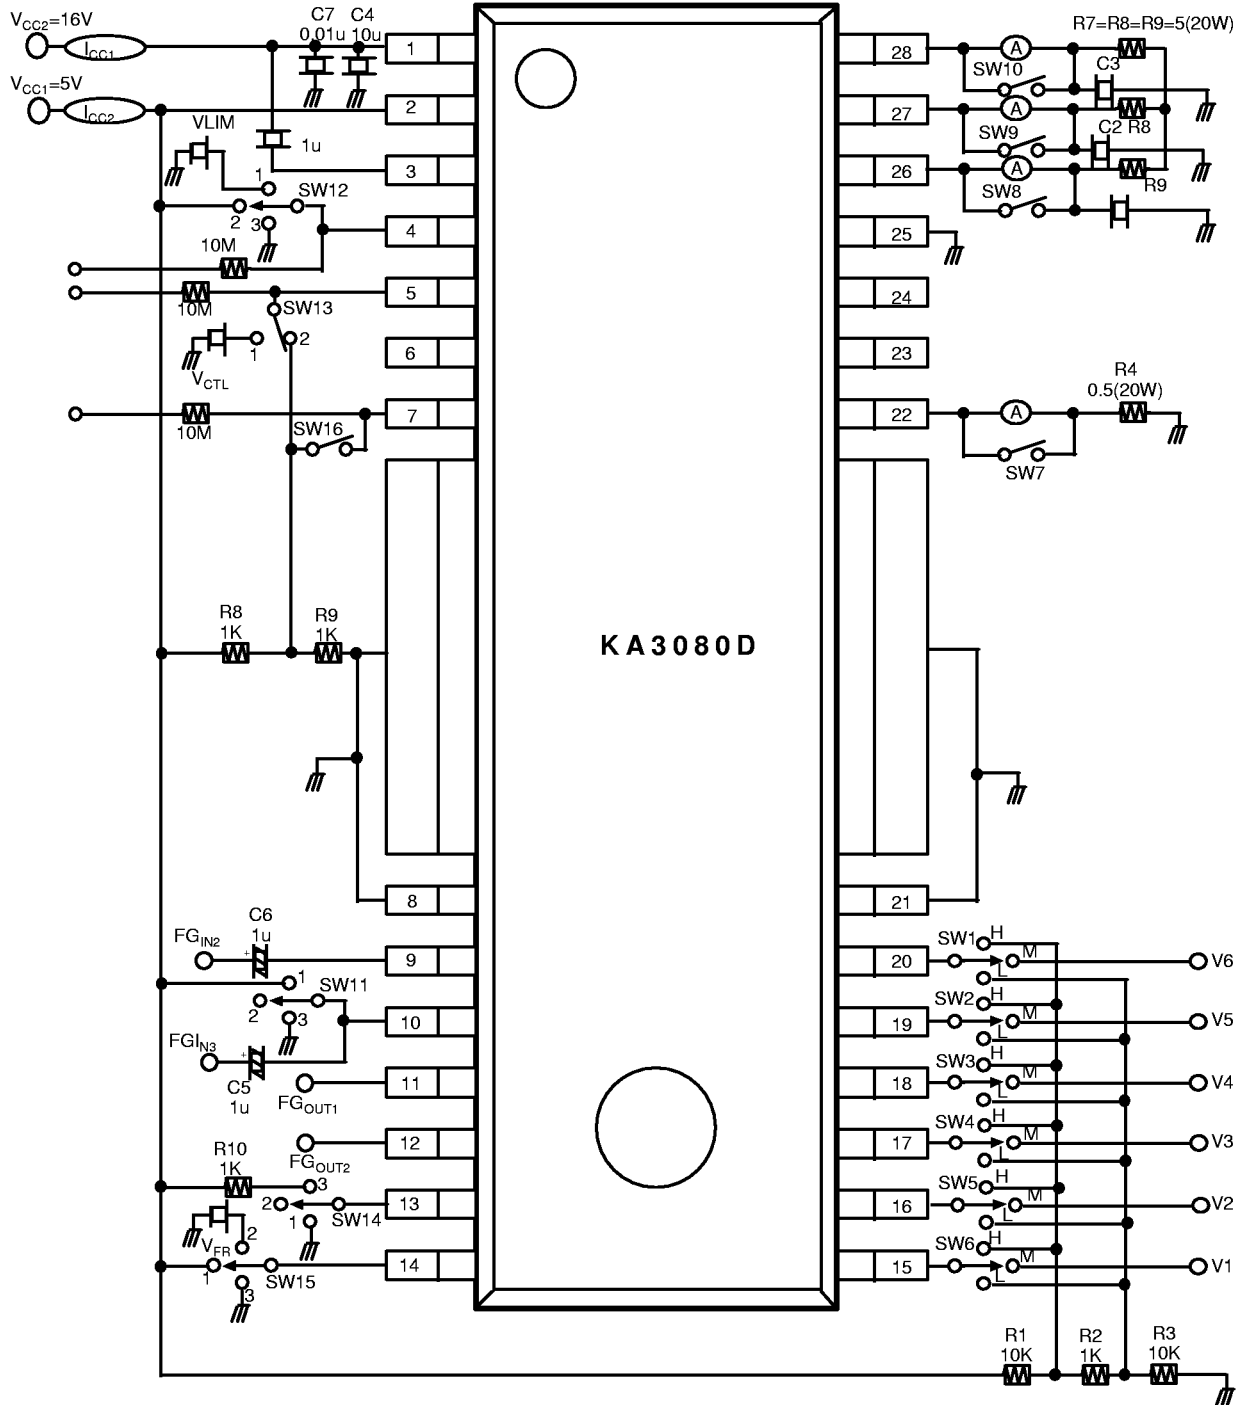 VCC2=16V
ICC1
C7
0.01u
C4
10u
VCC1=5V
ICC2
VLIM
1u
1
SW12
2
3
10M
10M
SW13
1
2
VCTL
10M
SW16
R8
1K
R9
1K
C6
1u
FGIN2
1
SW11
2
3
FGIN3
C5
1u
FGOUT1
FGOUT2
R10
1K
3
2
1
SW14
VFR
2
1
SW15
3
1
2
3
4
5
6
7
8
9
10
11
12
13
14
KA3080D
28
27
26
25
24
23
22
21
20
19
18
17
16
15
R7=R8=R9=5(20W)
A
SW10
C3
A
SW9
C2
R8
A
SW8
R9
R4
0.5(20W)
A
SW7
SW1
H
M
L
V6
SW2
H
M
L
V5
SW3
H
M
L
V4
SW4
H
M
L
V3
SW5
H
M
L
V2
SW6
H
M
L
V1
R1
10K
R2
1K
R3
10K